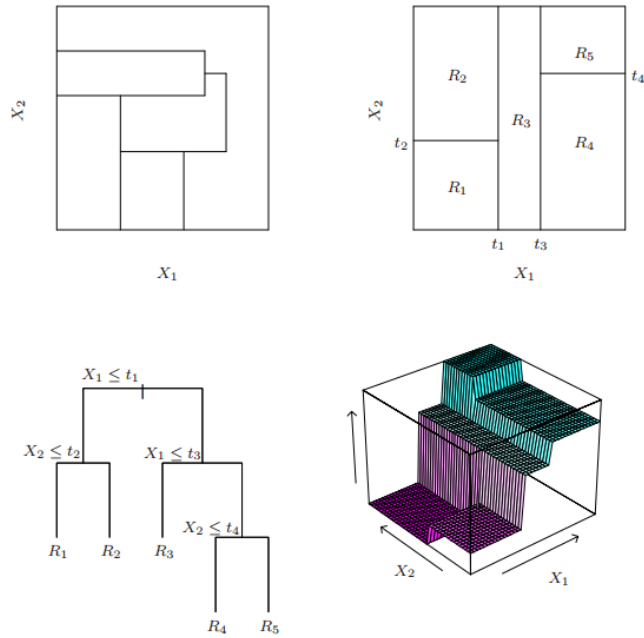 X₂
X₁
R₅
R₂
t₄
X₂
R₃
t₂
R₄
R₁
t₁ t₃
X₁
X₁ ≤ t₁
X₂ ≤ t₂
X₁ ≤ t₃
X₂ ≤ t₄
R₁ R₂ R₃
R₄ R₅
X₂
X₁